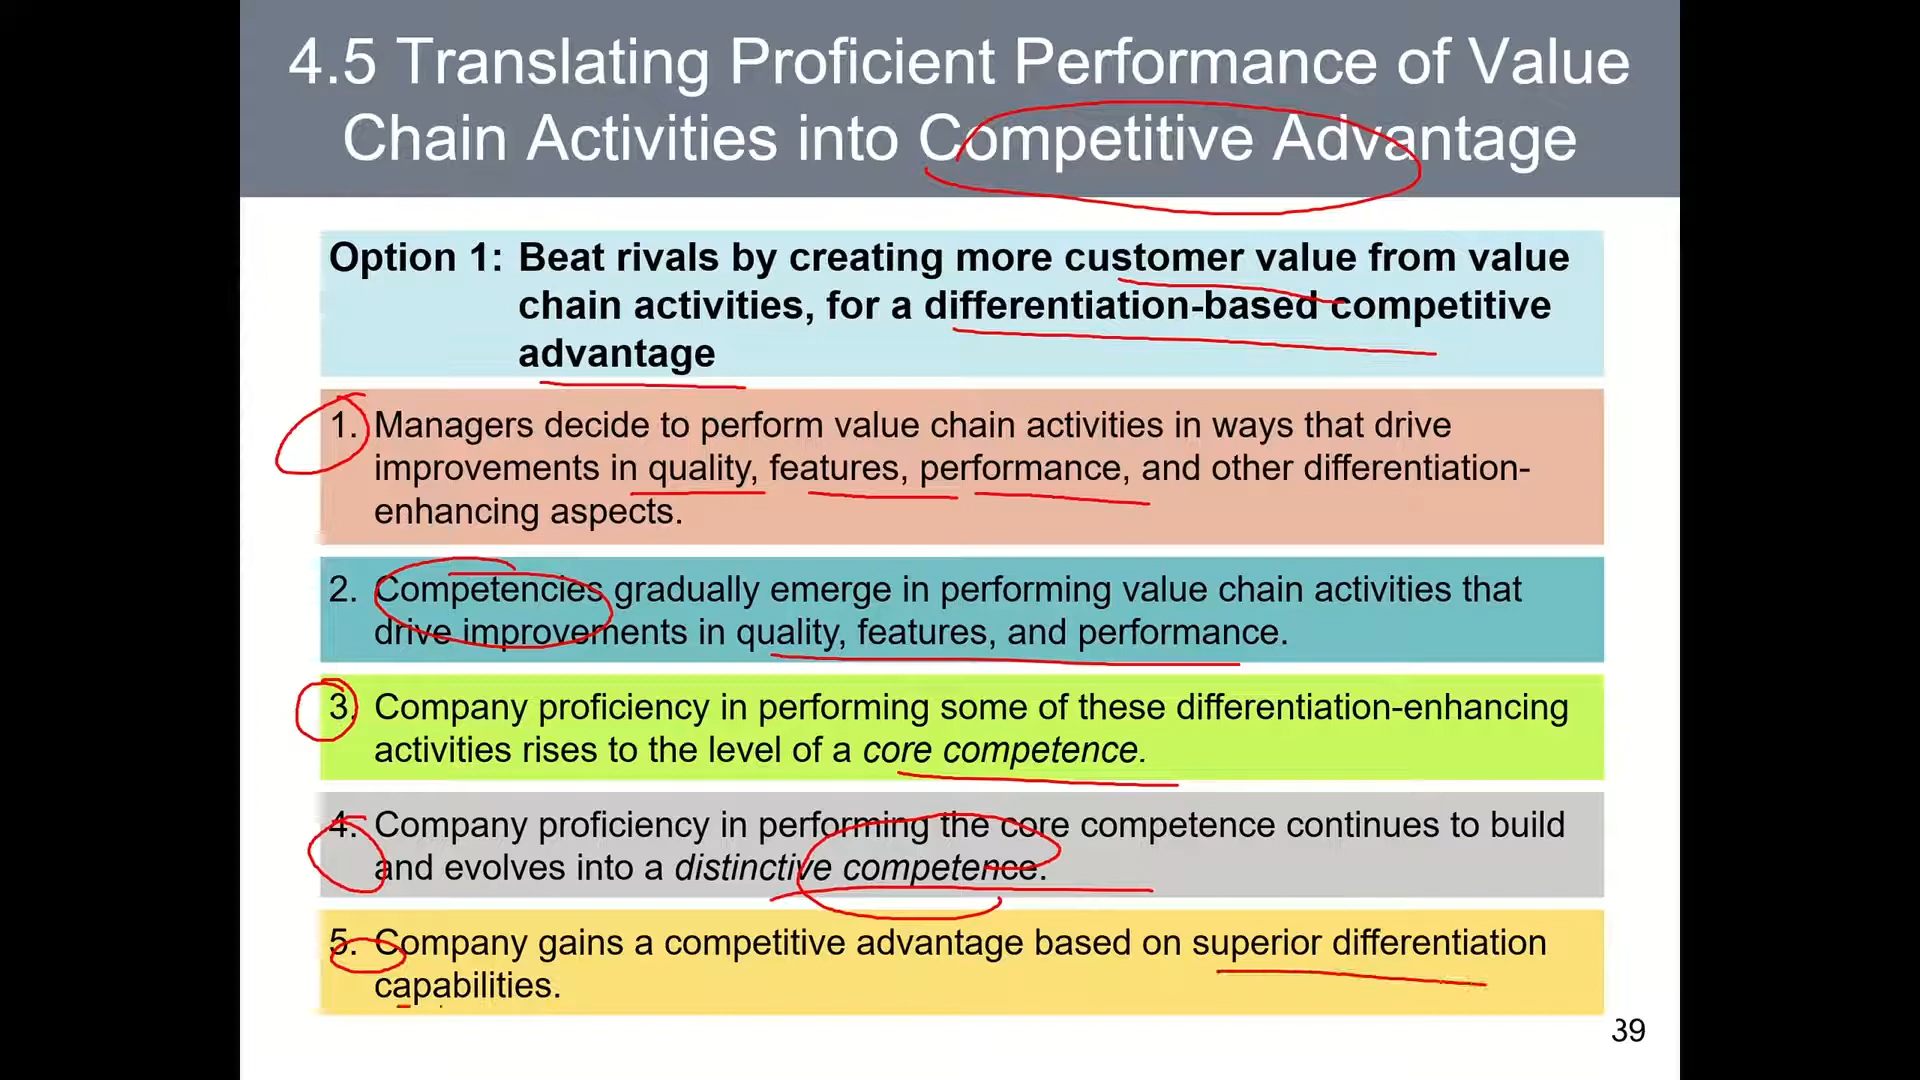 4.5 Translating Proficient Performance of Value
Chain Activities into Competitive Advantage
Option 1: Beat rivals by creating more customer value from value
chain activities, for a differentiation-based competitive
advantage
1. Managers decide to perform value chain activities in ways that drive
improvements in quality, features, performance, and other differentiation-
enhancing aspects.
2. Competencies gradually emerge in performing value chain activities that
drive improvements in quality, features, and performance.
3. Company proficiency in performing some of these differentiation-enhancing
activities rises to the level of a core competence.
4. Company proficiency in performing the core competence continues to build
and evolves into a distinctive competence.
5. Company gains a competitive advantage based on superior differentiation
capabilities.
39